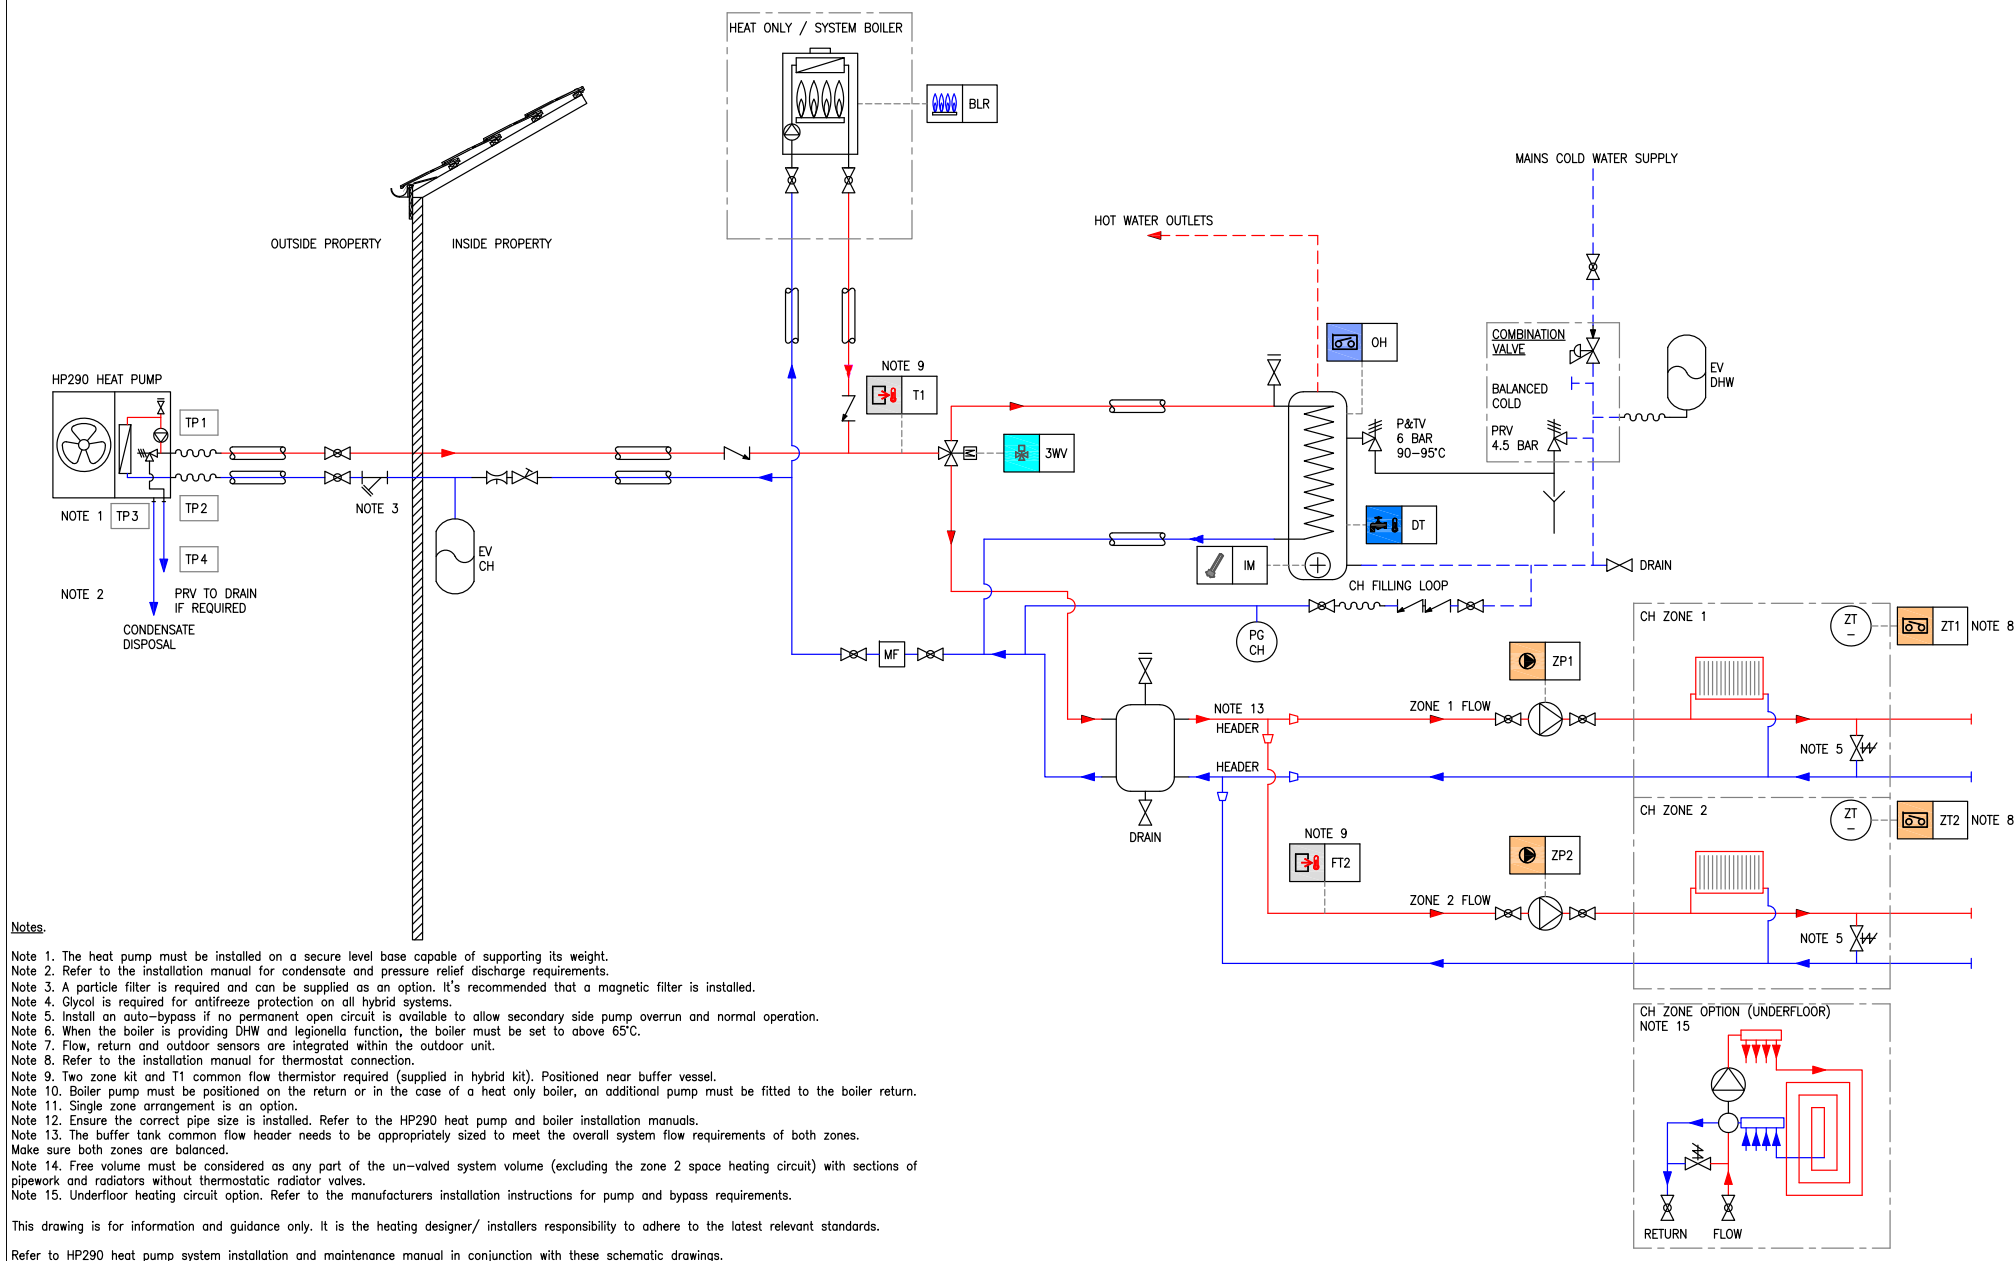 HEAT ONLY / SYSTEM BOILER
BLR
MAINS COLD WATER SUPPLY
HOT WATER OUTLETS
OUTSIDE PROPERTY
INSIDE PROPERTY
COMBINATION
VALVE
OH
NOTE 9
T1
EV
DHW
HP290 HEAT PUMP
BALANCED
COLD
TP1
P&TV
6 BAR
90-95°C
PRV
4.5 BAR
M
3WV
NOTE 1
TP3
TP2
NOTE 3
DT
EV
CH
TP4
IM
DRAIN
CH FILLING LOOP
NOTE 2
PRV TO DRAIN
IF REQUIRED
CONDENSATE
DISPOSAL
PG
CH
MF
CH ZONE 1
ZT
-
ZT1
NOTE 8
ZP1
NOTE 13
HEADER
ZONE 1 FLOW
NOTE 5
HEADER
CH ZONE 2
ZT
-
ZT2
NOTE 8
DRAIN
NOTE 9
FT2
ZP2
ZONE 2 FLOW
NOTE 5
CH ZONE OPTION (UNDERFLOOR)
NOTE 15
RETURN
FLOW
Notes.
Note 1. The heat pump must be installed on a secure level base capable of supporting its weight.
Note 2. Refer to the installation manual for condensate and pressure relief discharge requirements.
Note 3. A particle filter is required and can be supplied as an option. It's recommended that a magnetic filter is installed.
Note 4. Glycol is required for antifreeze protection on all hybrid systems.
Note 5. Install an auto-bypass if no permanent open circuit is available to allow secondary side pump overrun and normal operation.
Note 6. When the boiler is providing DHW and legionella function, the boiler must be set to above 65°C.
Note 7. Flow, return and outdoor sensors are integrated within the outdoor unit.
Note 8. Refer to the installation manual for thermostat connection.
Note 9. Two zone kit and T1 common flow thermistor required (supplied in hybrid kit). Positioned near buffer vessel.
Note 10. Boiler pump must be positioned on the return or in the case of a heat only boiler, an additional pump must be fitted to the boiler return.
Note 11. Single zone arrangement is an option.
Note 12. Ensure the correct pipe size is installed. Refer to the HP290 heat pump and boiler installation manuals.
Note 13. The buffer tank common flow header needs to be appropriately sized to meet the overall system flow requirements of both zones.
Make sure both zones are balanced.
Note 14. Free volume must be considered as any part of the un-valved system volume (excluding the zone 2 space heating circuit) with sections of
pipework and radiators without thermostatic radiator valves.
Note 15. Underfloor heating circuit option. Refer to the manufacturers installation instructions for pump and bypass requirements.
This drawing is for information and guidance only. It is the heating designer/ installers responsibility to adhere to the latest relevant standards.
Refer to HP290 heat pump system installation and maintenance manual in conjunction with these schematic drawings.